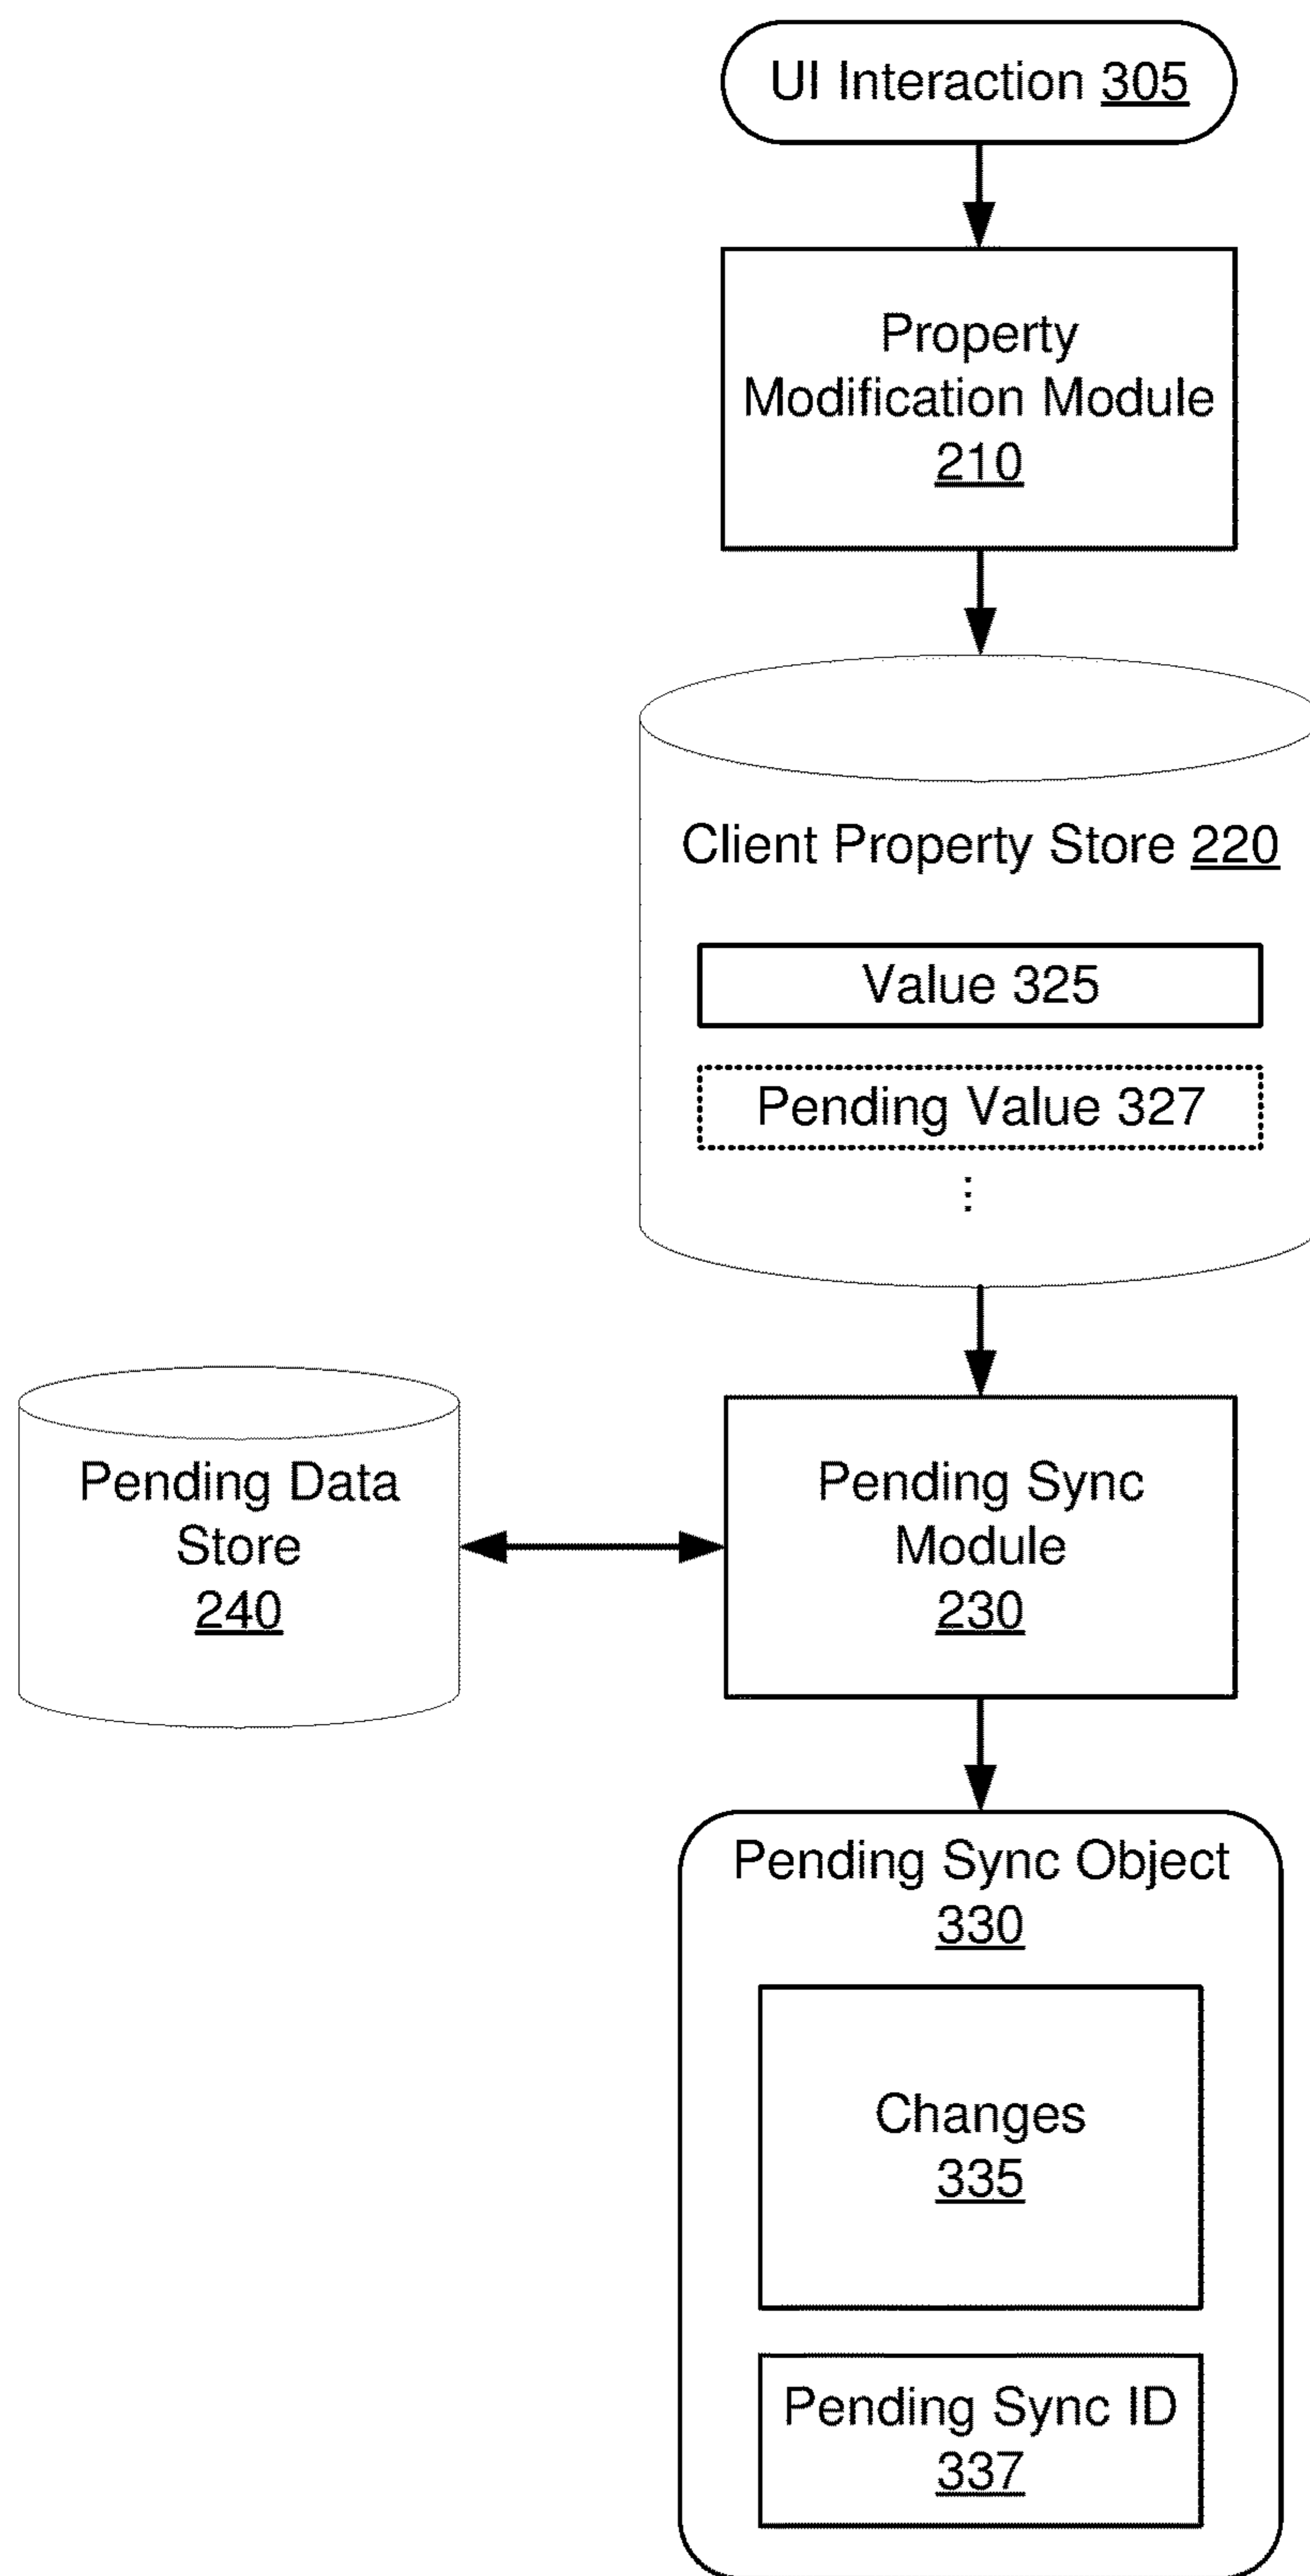 UI Interaction 305
Property
Modification Module
210
Client Property Store 220
Value 325
Pending Value 327
⋮
Pending Data
Store
240
Pending Sync
Module
230
Pending Sync Object
330
Changes
335
Pending Sync ID
337